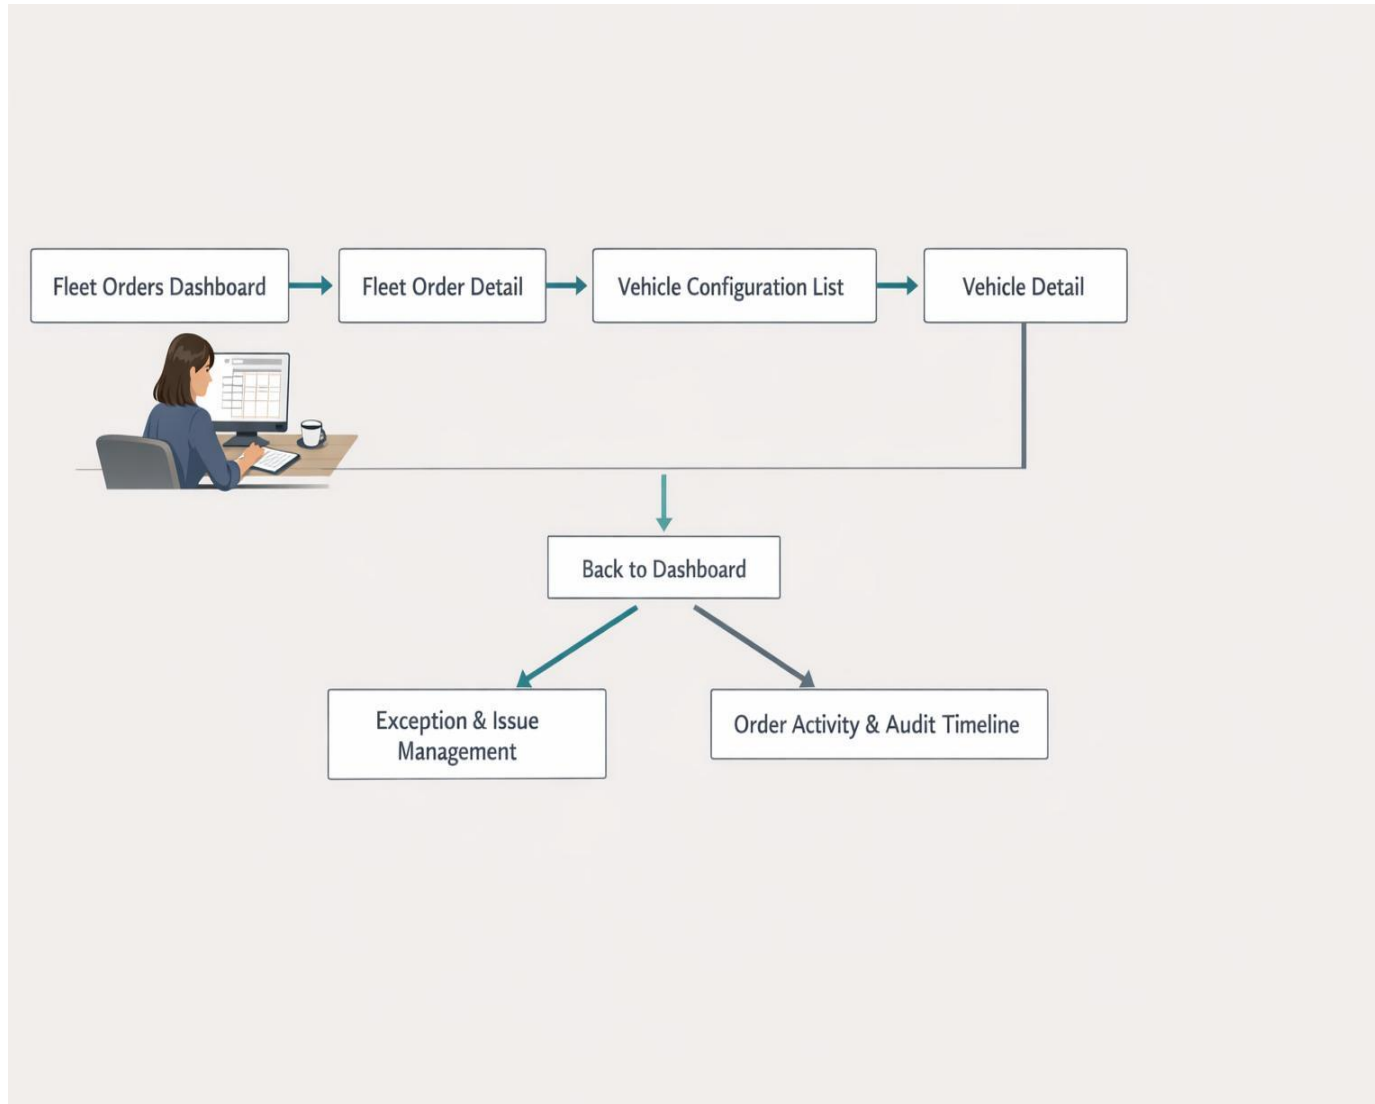 Fleet Orders Dashboard
Fleet Order Detail
Vehicle Configuration List
Vehicle Detail
Back to Dashboard
Exception & Issue
Management
Order Activity & Audit Timeline